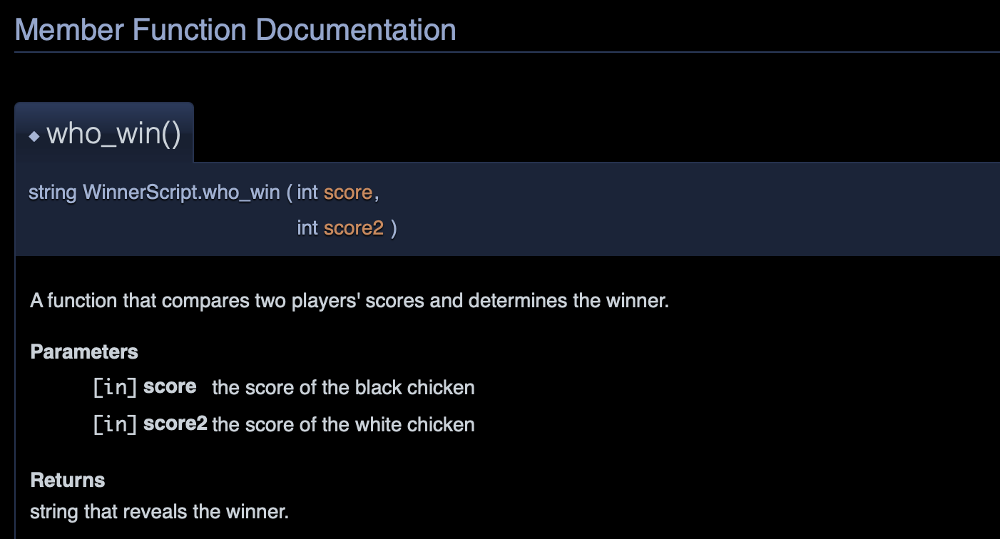 Member Function Documentation
◆ who_win()
string WinnerScript.who_win ( int score,
int score2 )
A function that compares two players' scores and determines the winner.
Parameters
[in] score the score of the black chicken
[in] score2 the score of the white chicken
Returns
string that reveals the winner.